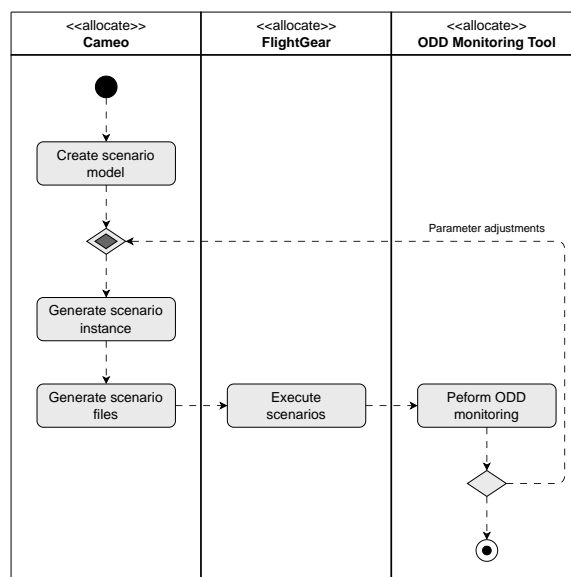 <<allocate>>
Cameo
<<allocate>>
FlightGear
<<allocate>>
ODD Monitoring Tool
Create scenario
model
Parameter adjustments
Generate scenario
instance
Generate scenario
files
Execute
scenarios
Peform ODD
monitoring